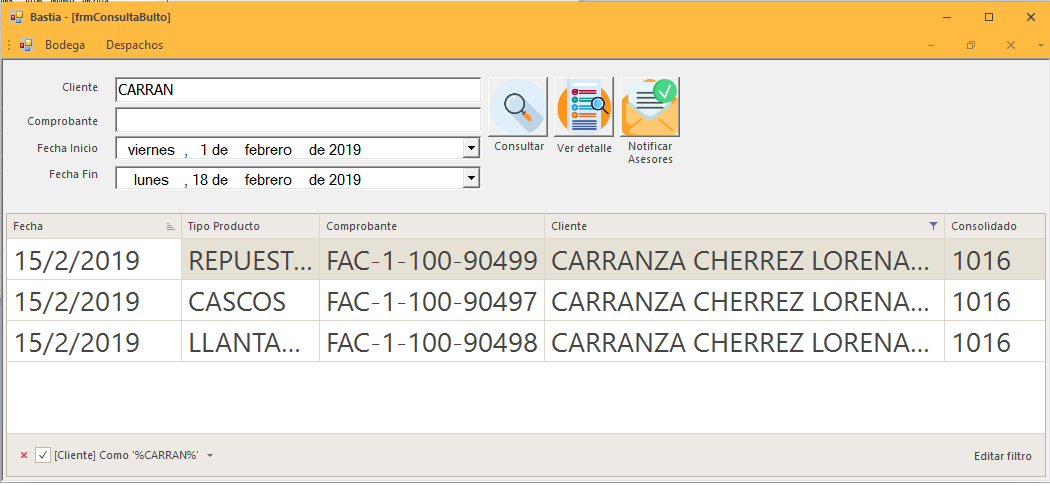 Bastia - [frmConsultaBulto]
Bodega Despachos
Cliente CARRAN
Comprobante
Fecha Inicio viernes , 1 de febrero de 2019
Fecha Fin lunes , 18 de febrero de 2019
Consultar Ver detalle Notificar
Asesores
Fecha Tipo Producto Comprobante Cliente Consolidado
15/2/2019 REPUEST... FAC-1-100-90499 CARRANZA CHERREZ LORENA... 1016
15/2/2019 CASCOS FAC-1-100-90497 CARRANZA CHERREZ LORENA... 1016
15/2/2019 LLANTA... FAC-1-100-90498 CARRANZA CHERREZ LORENA... 1016
[Cliente] Como '%CARRAN%' Editar filtro